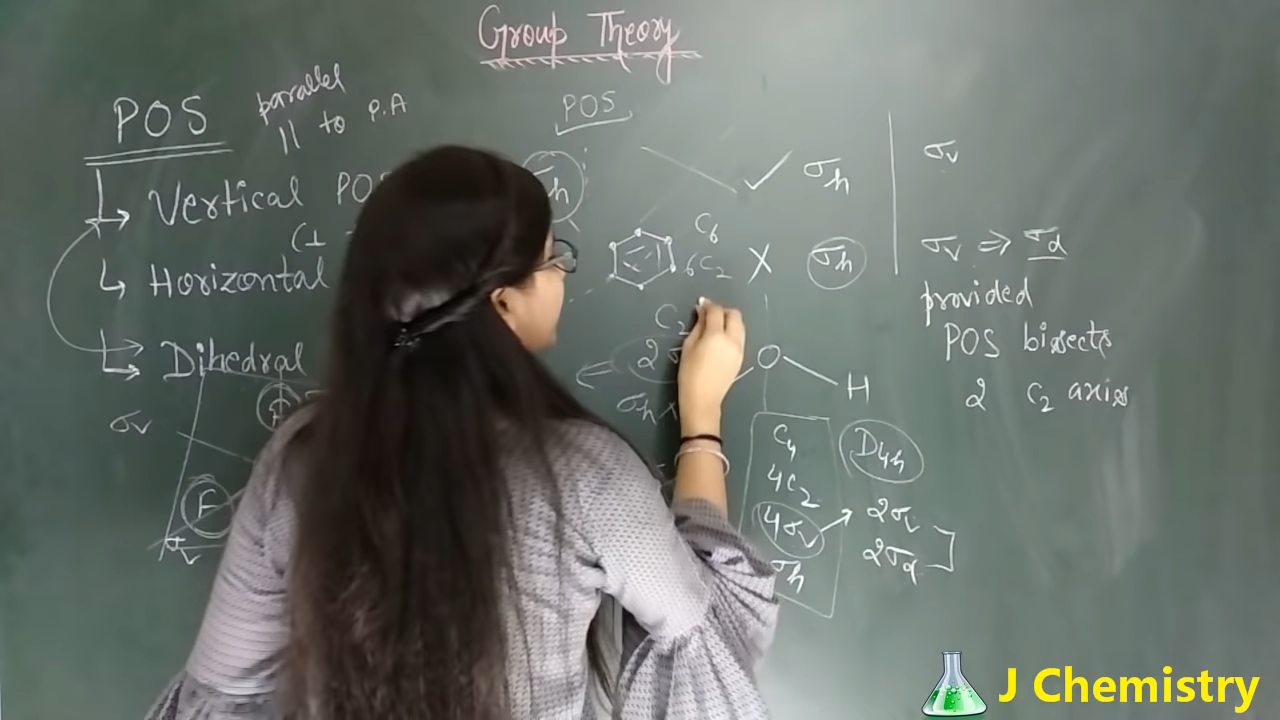 Group Theory
POS
parallel
|| to P.A
Vertical POS
(⊥
Horizontal
Dihedral
σv
F
σv
POS
σh
✓ σh
C6
6C2 X σh
C2
2σ
σh x
O
H
C4
4C2
4σv
σh
D4h
2σv
2σd
σv
σv ⇒ σd
provided
POS bisects
2 C2 axis
J Chemistry